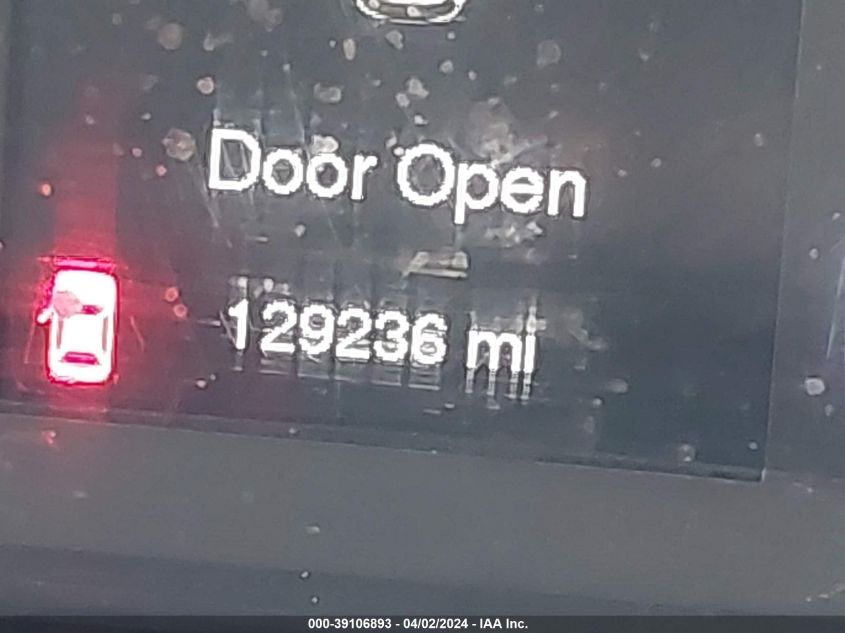 Door Open
129236 mi
000-39106893 - 04/02/2024 - IAA Inc.